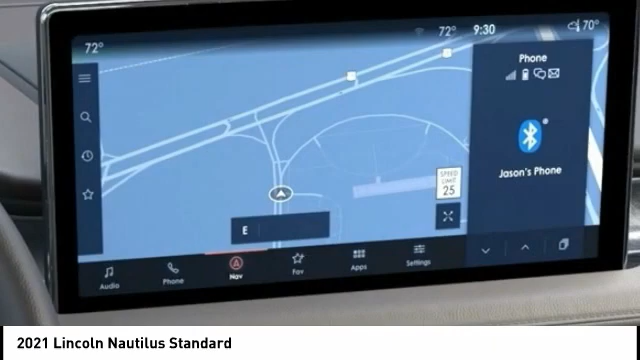 72°
72°
9:30
70°
Phone
Jason's Phone
SPEED
LIMIT
25
E
Audio
Phone
Nav
Fav
Apps
Settings
2021 Lincoln Nautilus Standard